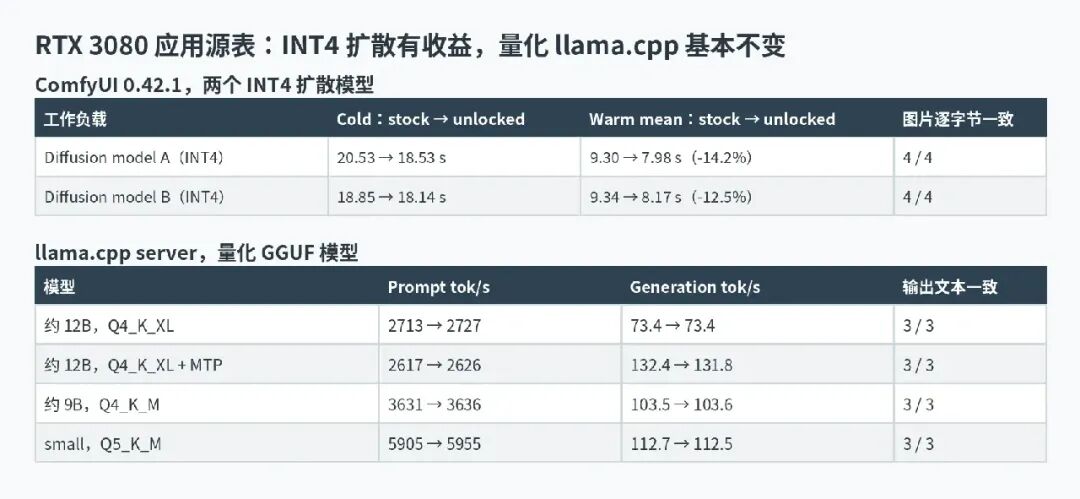 RTX 3080 应用源表：INT4 扩散有收益，量化 llama.cpp 基本不变
ComfyUI 0.42.1，两个 INT4 扩散模型
工作负载 Cold：stock → unlocked Warm mean：stock → unlocked 图片逐字节一致
Diffusion model A（INT4） 20.53 → 18.53 s 9.30 → 7.98 s（-14.2%） 4 / 4
Diffusion model B（INT4） 18.85 → 18.14 s 9.34 → 8.17 s（-12.5%） 4 / 4
llama.cpp server，量化 GGUF 模型
模型 Prompt tok/s Generation tok/s 输出文本一致
约 12B，Q4_K_XL 2713 → 2727 73.4 → 73.4 3 / 3
约 12B，Q4_K_XL + MTP 2617 → 2626 132.4 → 131.8 3 / 3
约 9B，Q4_K_M 3631 → 3636 103.5 → 103.6 3 / 3
small，Q5_K_M 5905 → 5955 112.7 → 112.5 3 / 3